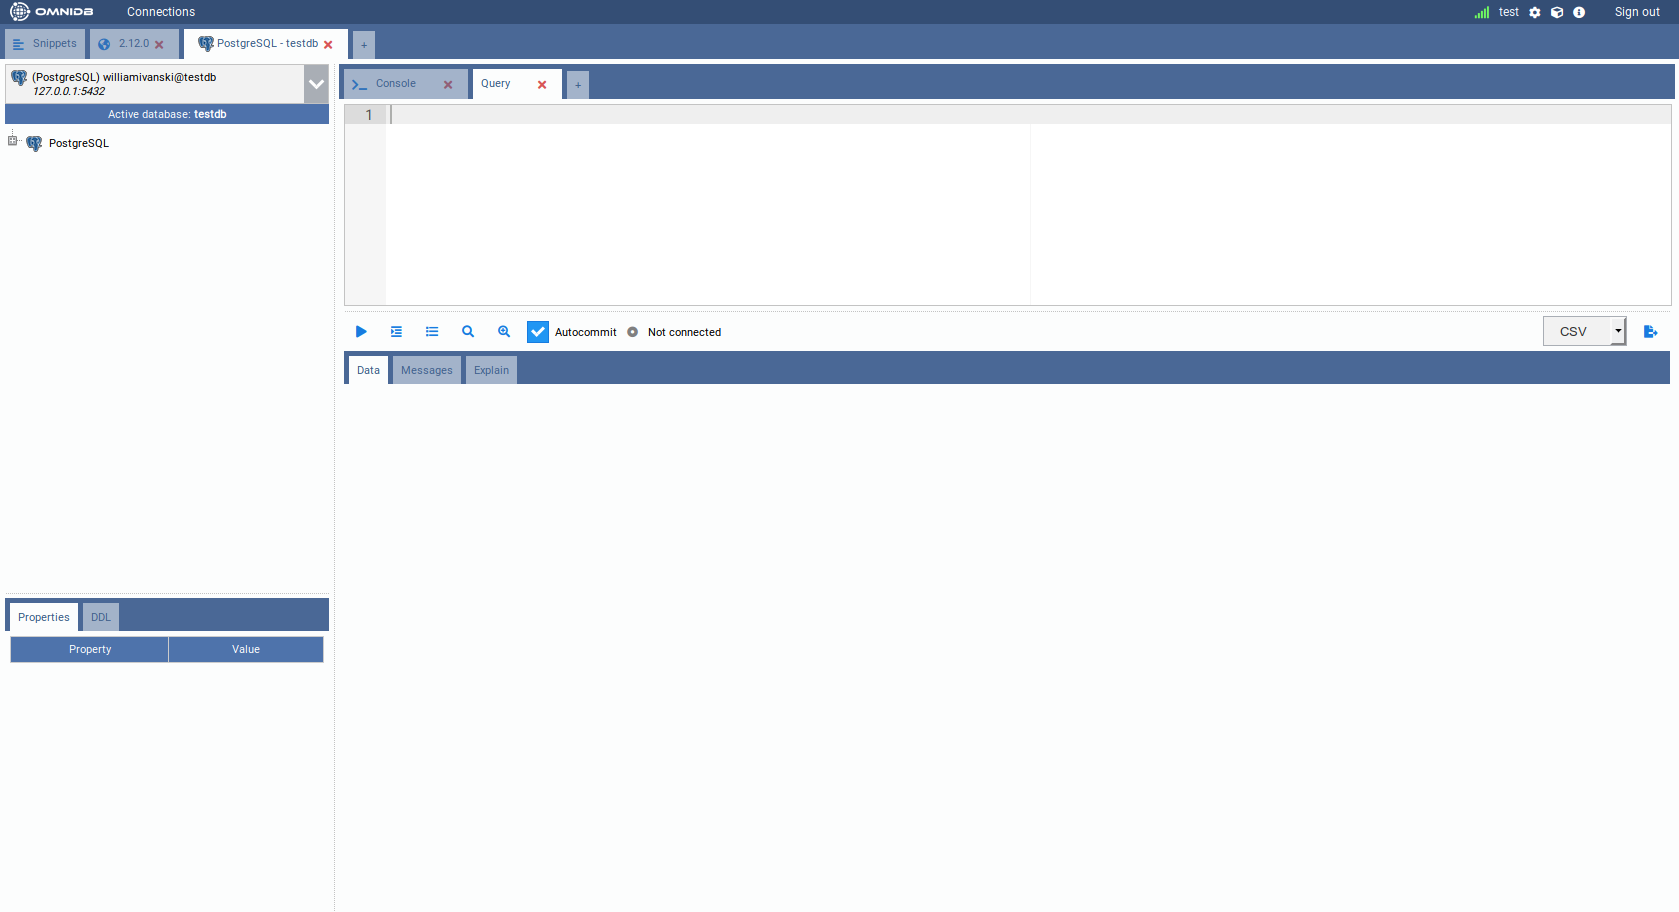 OMNIDB Connections test Sign out
Snippets 2.12.0 PostgreSQL - testdb +
(PostgreSQL) williamivanski@testdb
127.0.0.1:5432
Active database: testdb
PostgreSQL
Console Query +
1
Autocommit Not connected CSV
Data Messages Explain
Properties DDL
Property Value